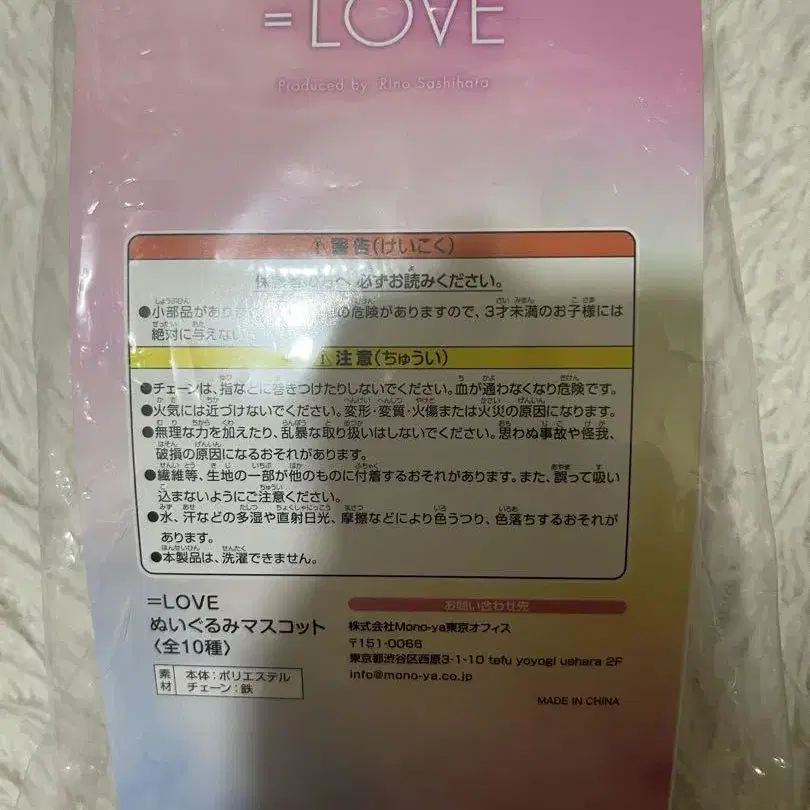 =LOVE
Produced by Rino Sashihara
⚠警告(けいこく)
保護者の方へ 必ずお読みください。
●小部品がありま の危険がありますので、3才未満のお子様には
絶対に与えない
⚠注意(ちゅうい)
●チェーンは、指などに巻きつけたりしないでください。血が通わなくなり危険です。
●火気には近づけないでください。変形・変質・火傷または火災の原因になります。
●無理な力を加えたり、乱暴な取り扱いはしないでください。思わぬ事故や怪我、
破損の原因になるおそれがあります。
●繊維等、生地の一部が他のものに付着するおそれがあります。また、誤って吸い
込まないようにご注意ください。
●水、汗などの多湿や直射日光、摩擦などにより色うつり、色落ちするおそれが
あります。
●本製品は、洗濯できません。
=LOVE
ぬいぐるみマスコット
〈全10種〉
素材
本体:ポリエステル
チェーン:鉄
お問い合わせ先
株式会社Mono-ya東京オフィス
〒151-0066
東京都渋谷区西原3-1-10 tefu yoyogi uehara 2F
info@mono-ya.co.jp
MADE IN CHINA